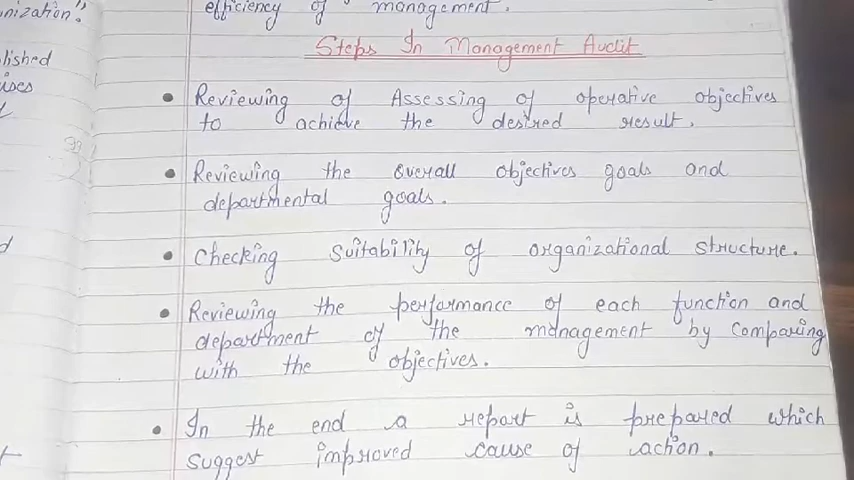 nization."
efficiency of management.
Steps In Management Audit
lished
ises
• Reviewing of Assessing of operative objectives
to achieve the desired result.
• Reviewing the overall objectives goals and
departmental goals.
• Checking suitability of organizational structure.
• Reviewing the performance of each function and
department of the management by comparing
with the objectives.
• In the end a report is prepared which
suggest improved cause of action.